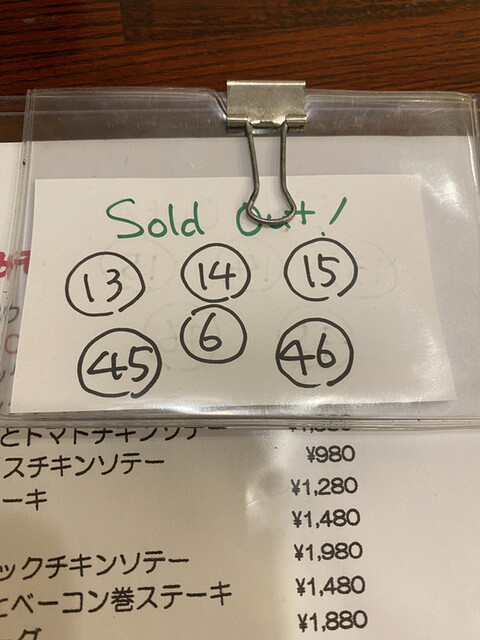 Sold Out!
13 14 15
45 6 46
とトマトチキンソテー
スチキンソテー ¥980
ーキ ¥1,280
¥1,480
ックチキンソテー ¥1,980
とベーコン巻ステーキ ¥1,480
ーグ ¥1,880